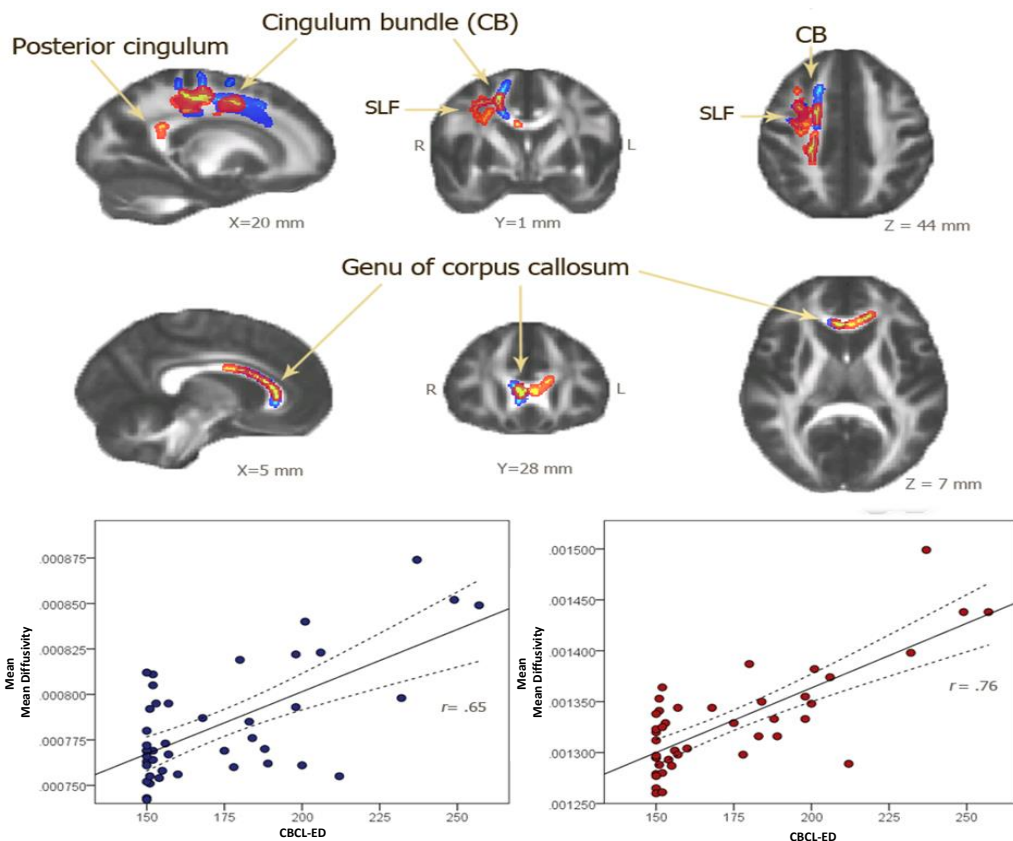 Cingulum bundle (CB)
Posterior cingulum
CB
SLF
SLF
R
L
X=20 mm
Y=1 mm
Z = 44 mm
Genu of corpus callosum
R
L
X=5 mm
Y=28 mm
Z = 7 mm
.000875
.000850
.000825
.000800
.000775
.000750
Mean
Mean Diffusivity
r= .65
150
175
200
225
250
CBCL-ED
.001500
.001450
.001400
.001350
.001300
.001250
Mean
Mean Diffusivity
r = .76
150
175
200
225
250
CBCL-ED